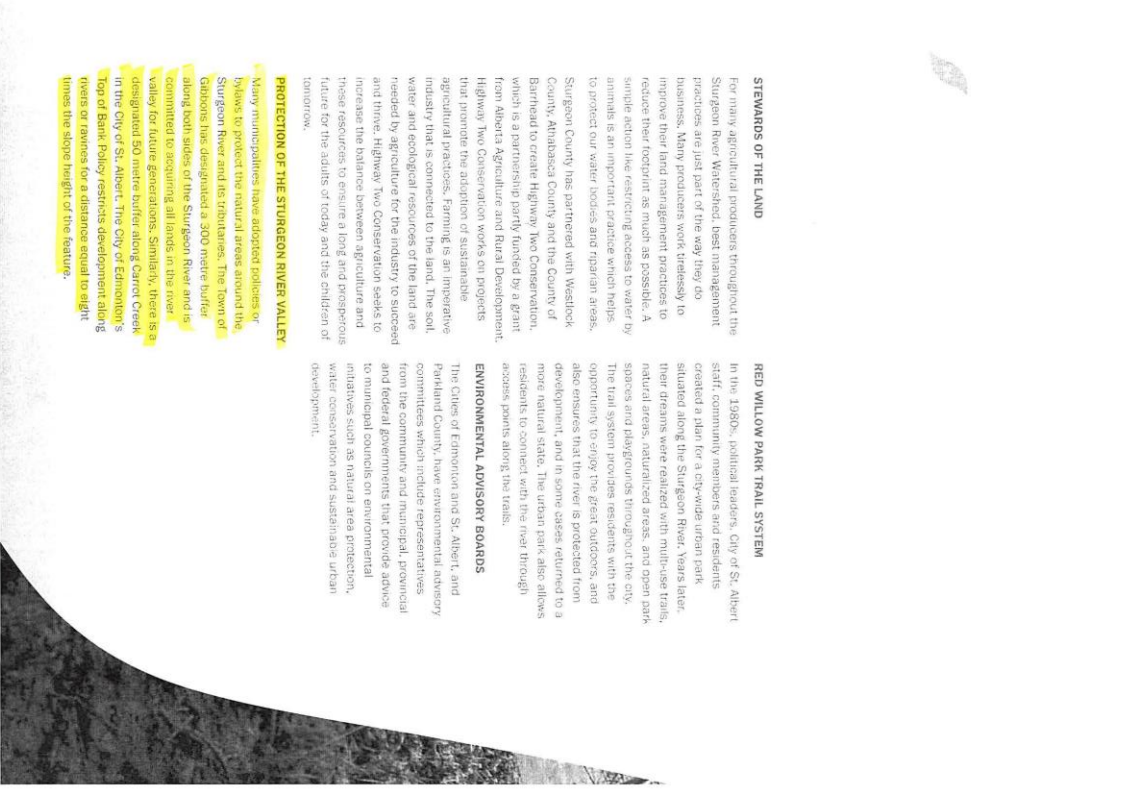 STEWARDS OF THE LAND
For many agricultural producers throughout the
Sturgeon River Watershed, best management
practices are just part of the way they do
business. Many producers work tirelessly to
improve their land management practices to
reduce their footprint as much as possible. A
simple action like restricting access to water by
animals is an important practice which helps
to protect our water bodies and riparian areas.
Sturgeon County has partnered with Westlock
County, Athabasca County and the County of
Barrhead to create Highway Two Conservation,
which is a partnership partly funded by a grant
from Alberta Agriculture and Rural Development.
Highway Two Conservation works on projects
that promote the adoption of sustainable
agricultural practices. Farming is an imperative
industry that is connected to the land. The soil,
water and ecological resources of the land are
needed by agriculture for the industry to succeed
and thrive. Highway Two Conservation seeks to
increase the balance between agriculture and
these resources to ensure a long and prosperous
future for the adults of today and the children of
tomorrow.
PROTECTION OF THE STURGEON RIVER VALLEY
Many municipalities have adopted policies or
bylaws to protect the natural areas around the
Sturgeon River and its tributaries. The Town of
Gibbons has designated a 300 metre buffer
along both sides of the Sturgeon River and is
committed to acquiring all lands in the river
valley for future generations. Similarly, there is a
designated 50 metre buffer along Carrot Creek
in the City of St. Albert. The City of Edmonton's
Top of Bank Policy restricts development along
rivers or ravines for a distance equal to eight
times the slope height of the feature.
RED WILLOW PARK TRAIL SYSTEM
In the 1980s, political leaders, City of St. Albert
staff, community members and residents
created a plan for a city-wide urban park
situated along the Sturgeon River. Years later,
their dreams were realized with multi-use trails,
natural areas, naturalized areas, and open park
spaces and playgrounds throughout the city.
The trail system provides residents with the
opportunity to enjoy the great outdoors, and
also ensures that the river is protected from
development, and in some cases returned to a
more natural state. The urban park also allows
residents to connect with the river through
access points along the trails.
ENVIRONMENTAL ADVISORY BOARDS
The Cities of Edmonton and St. Albert, and
Parkland County, have environmental advisory
committees which include representatives
from the community and municipal, provincial
and federal governments that provide advice
to municipal councils on environmental
initiatives such as natural area protection,
water conservation and sustainable urban
development.